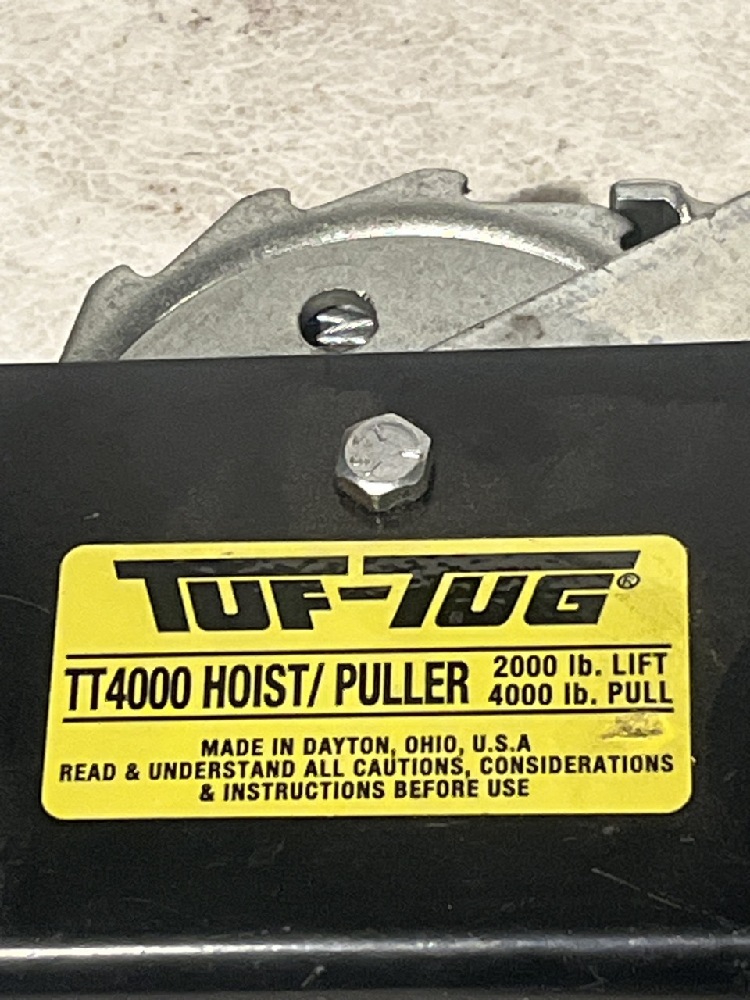 TUF-TUG®
TT4000 HOIST/ PULLER 2000 lb. LIFT
4000 lb. PULL
MADE IN DAYTON, OHIO, U.S.A
READ & UNDERSTAND ALL CAUTIONS, CONSIDERATIONS
& INSTRUCTIONS BEFORE USE